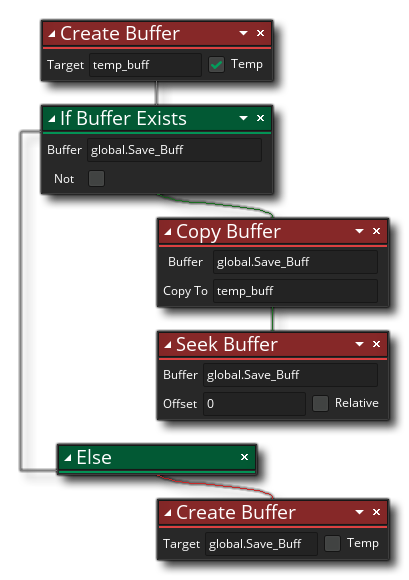 Create Buffer
Target temp_buff Temp
If Buffer Exists
Buffer global.Save_Buff
Not
Copy Buffer
Buffer global.Save_Buff
Copy To temp_buff
Seek Buffer
Buffer global.Save_Buff
Offset 0 Relative
Else
Create Buffer
Target global.Save_Buff Temp